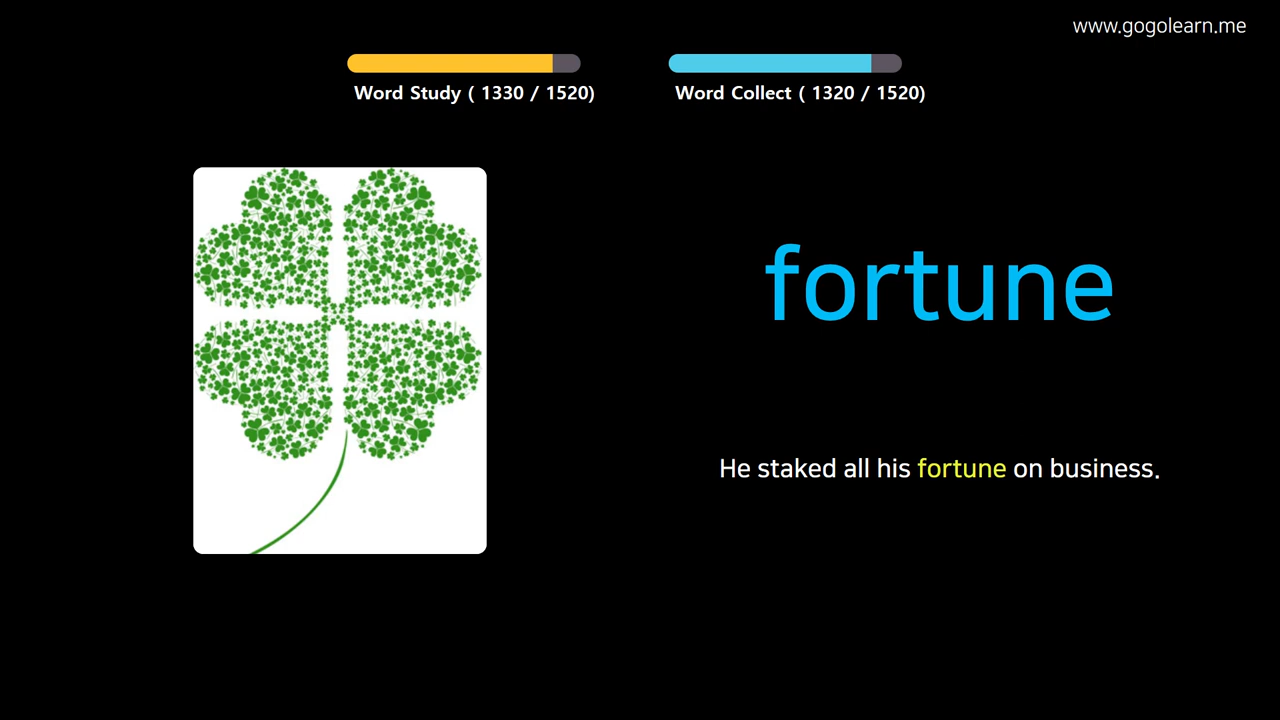 www.gogolearn.me
Word Study ( 1330 / 1520)
Word Collect ( 1320 / 1520)
fortune
He staked all his fortune on business.